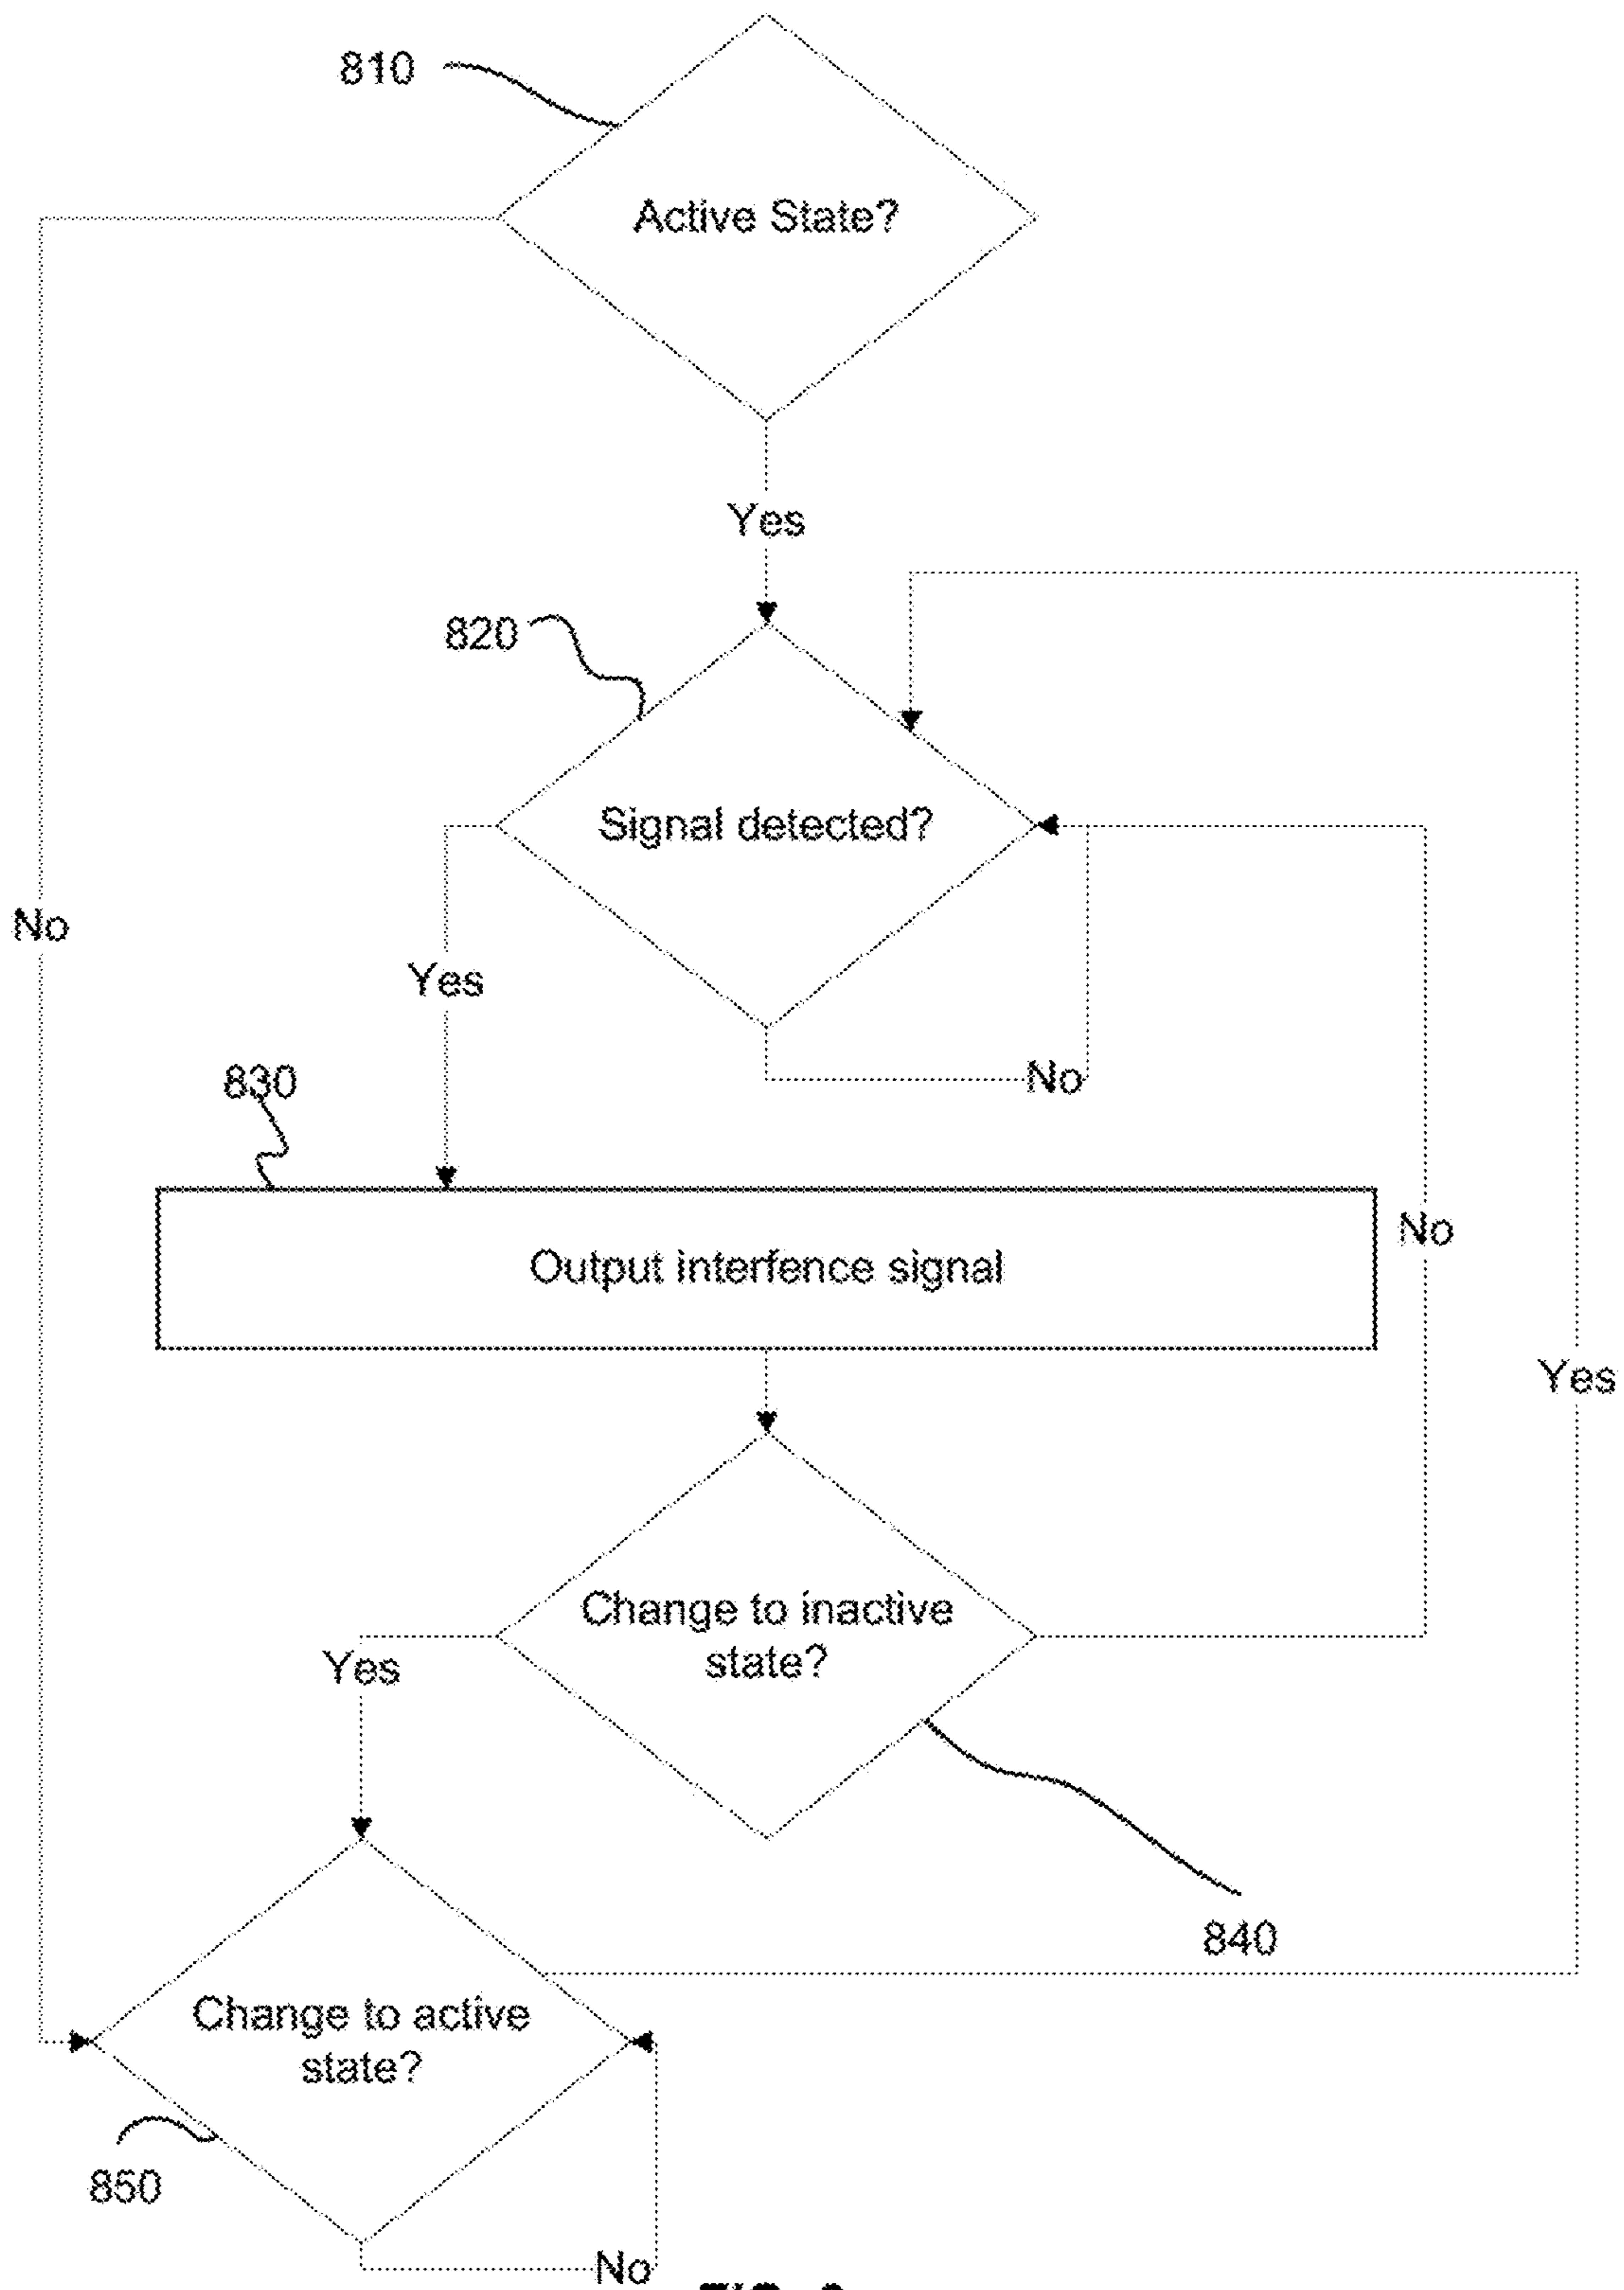 810
Active State?
Yes
820
Signal detected?
No
Yes
No
830
Output interfence signal
No
Yes
Change to inactive
state?
Yes
840
Change to active
state?
850
No